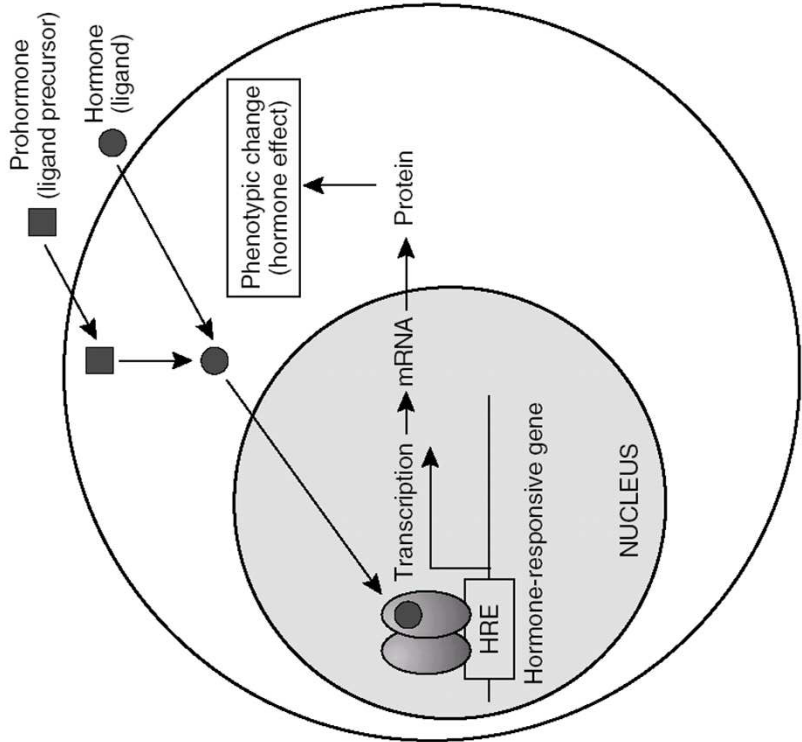 Prohormone
(ligand precursor)
Hormone
(ligand)
Phenotypic change
(hormone effect)
Transcription
mRNA
Protein
HRE
Hormone-responsive gene
NUCLEUS